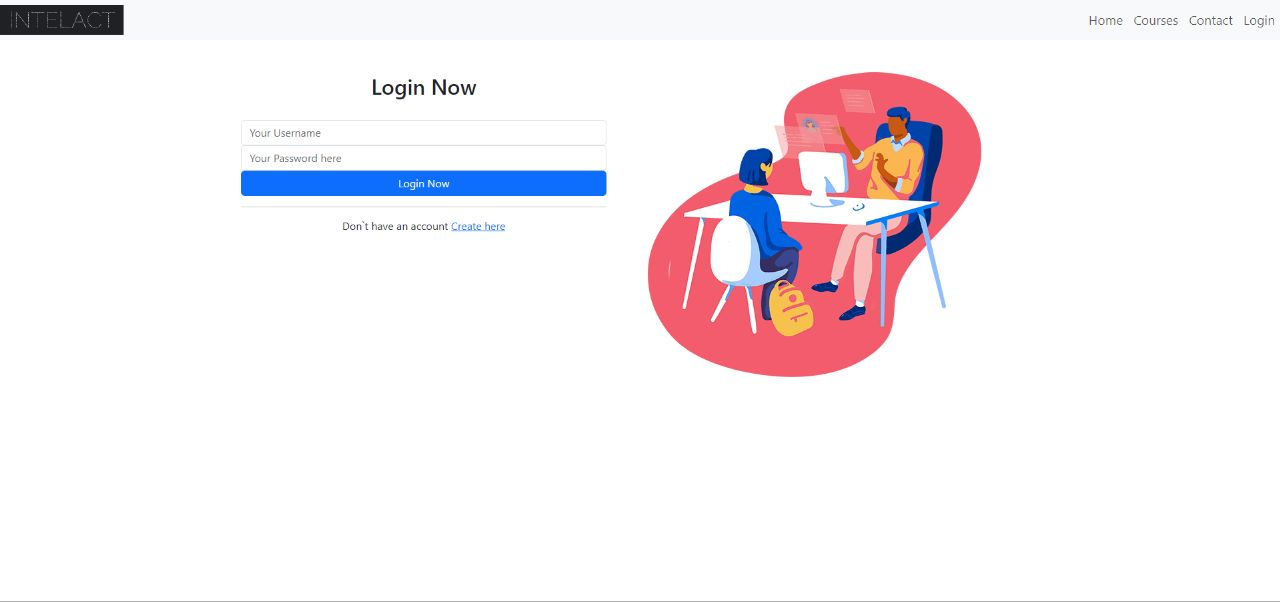 INTELACT
Home Courses Contact Login
Login Now
Your Username
Your Password here
Login Now
Don`t have an account Create here